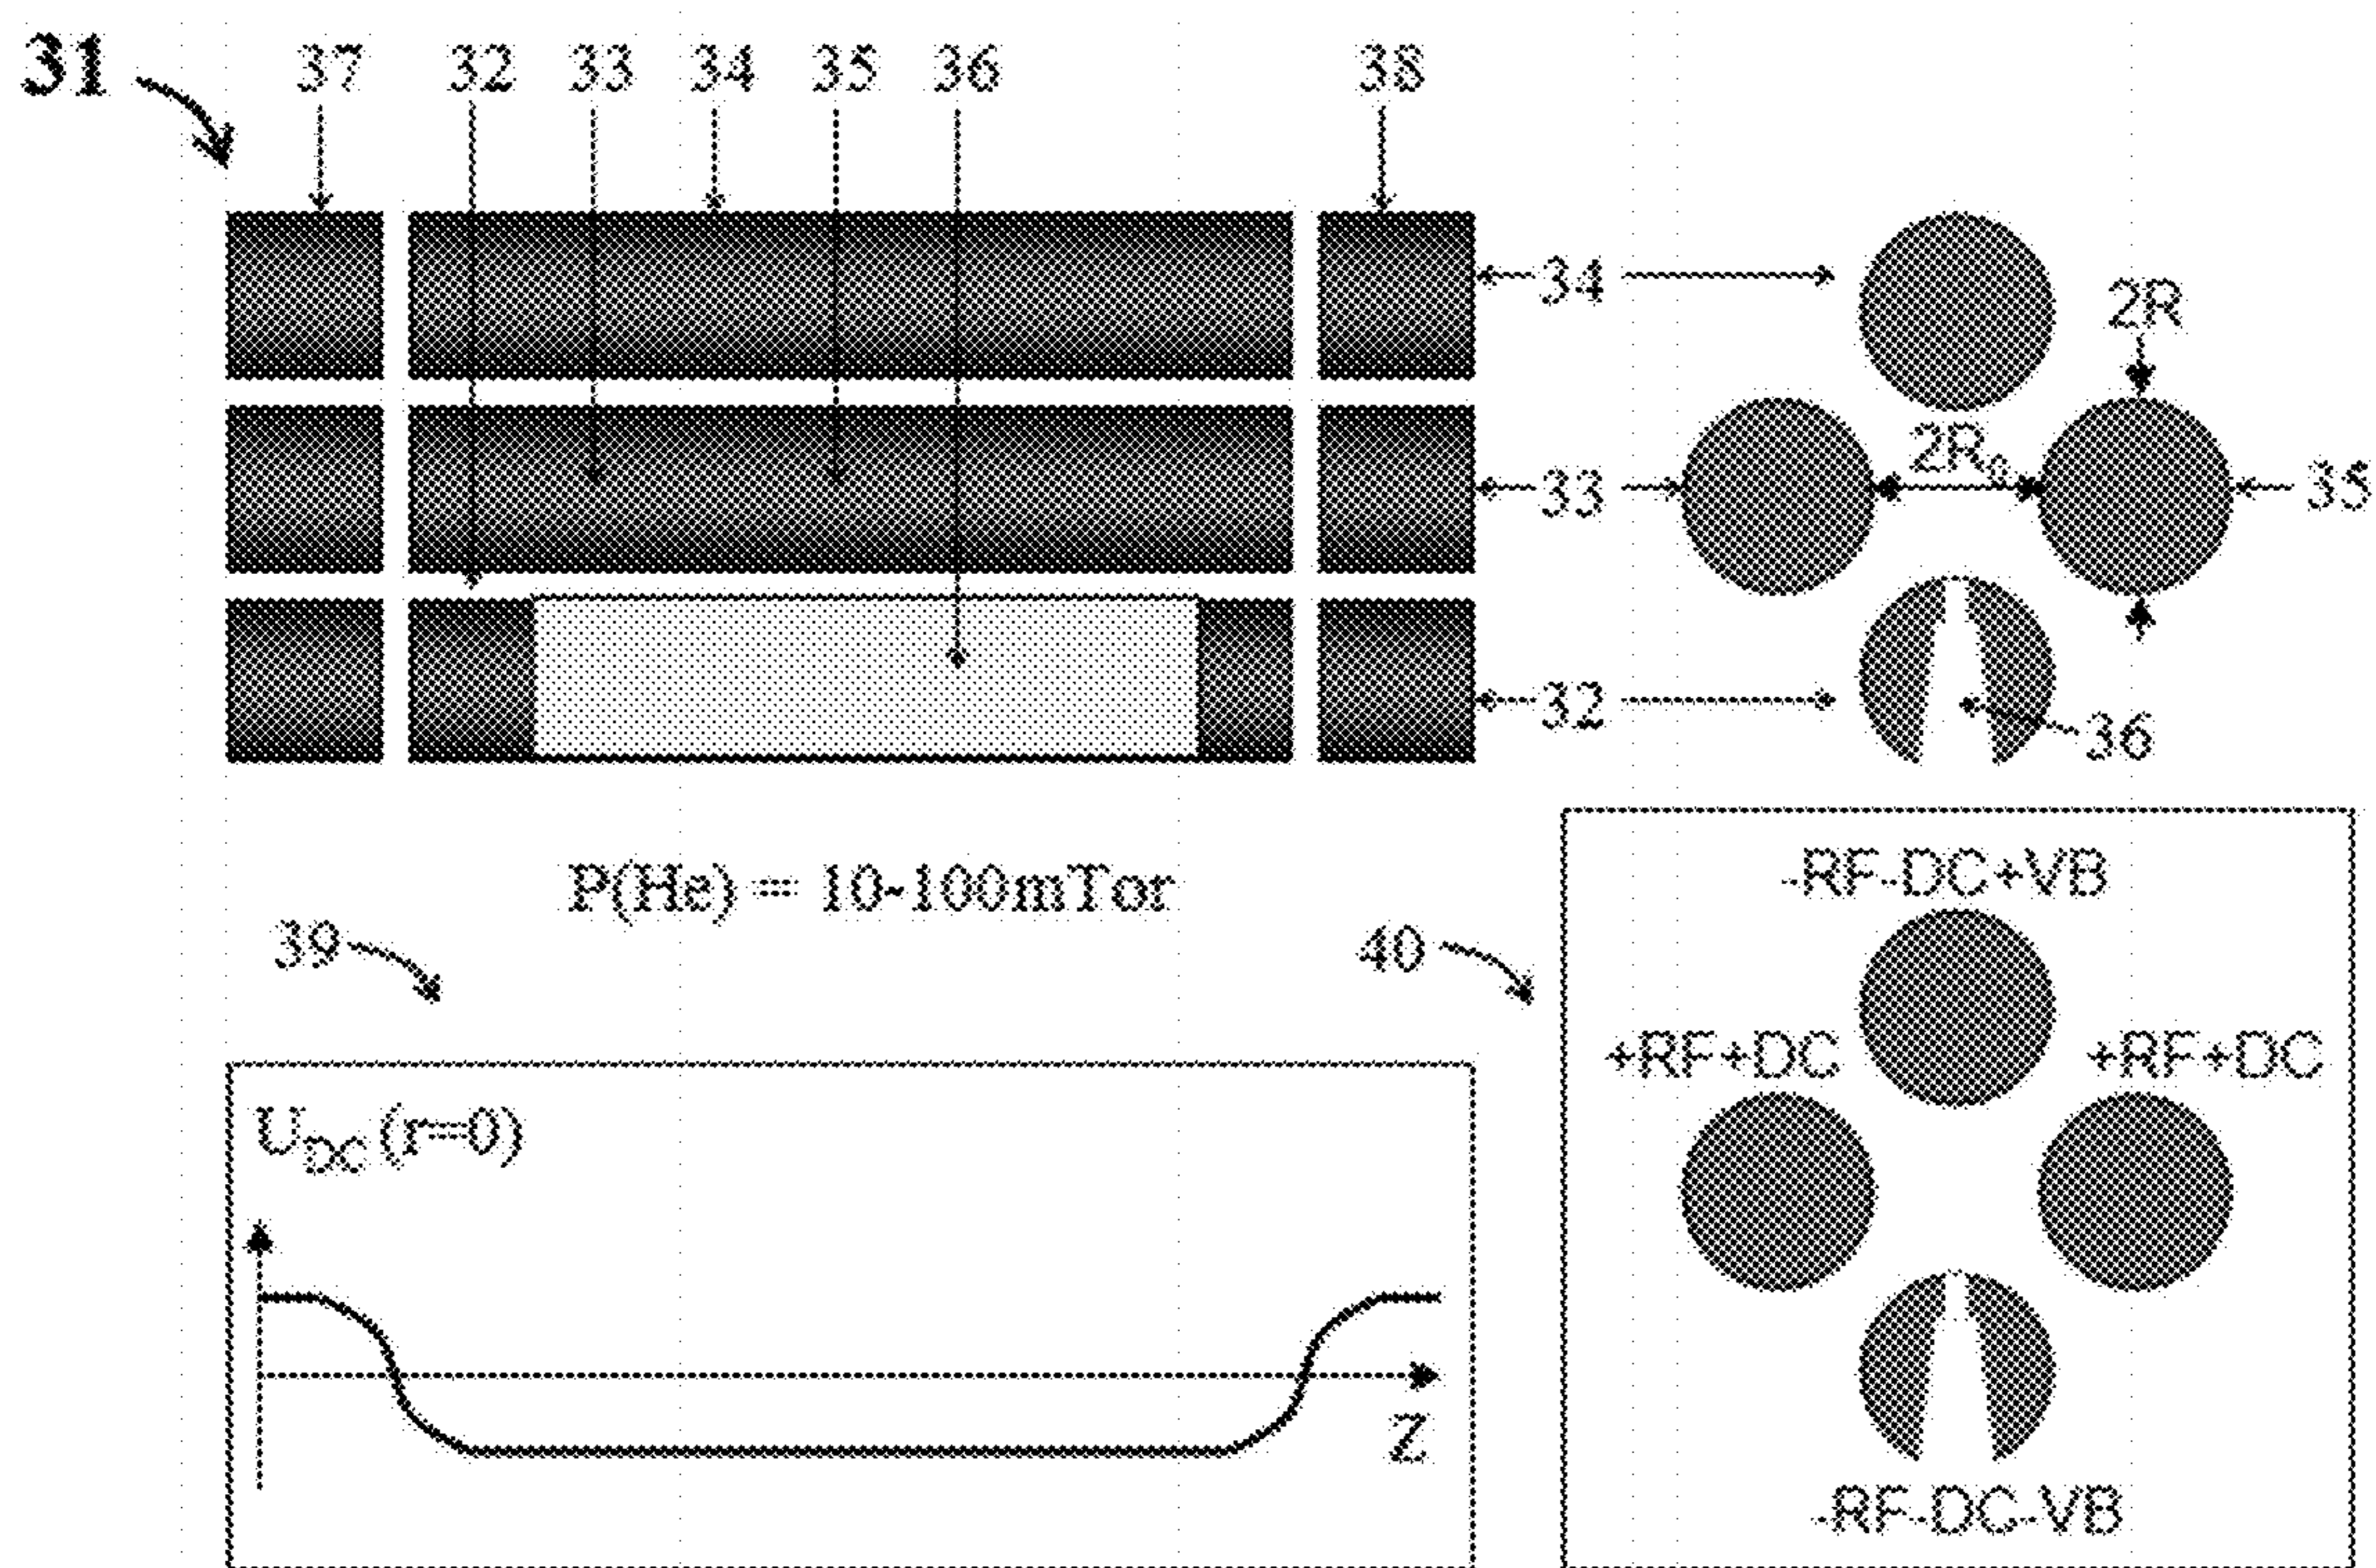 31
37 32 33 34 35 36 38
34
2R
33
2R₀
35
32
36
P(He) = 10-100mTor
39
40
-RF-DC+VB
+RF+DC +RF+DC
-RF-DC-VB
U_DC (r=0)
Z